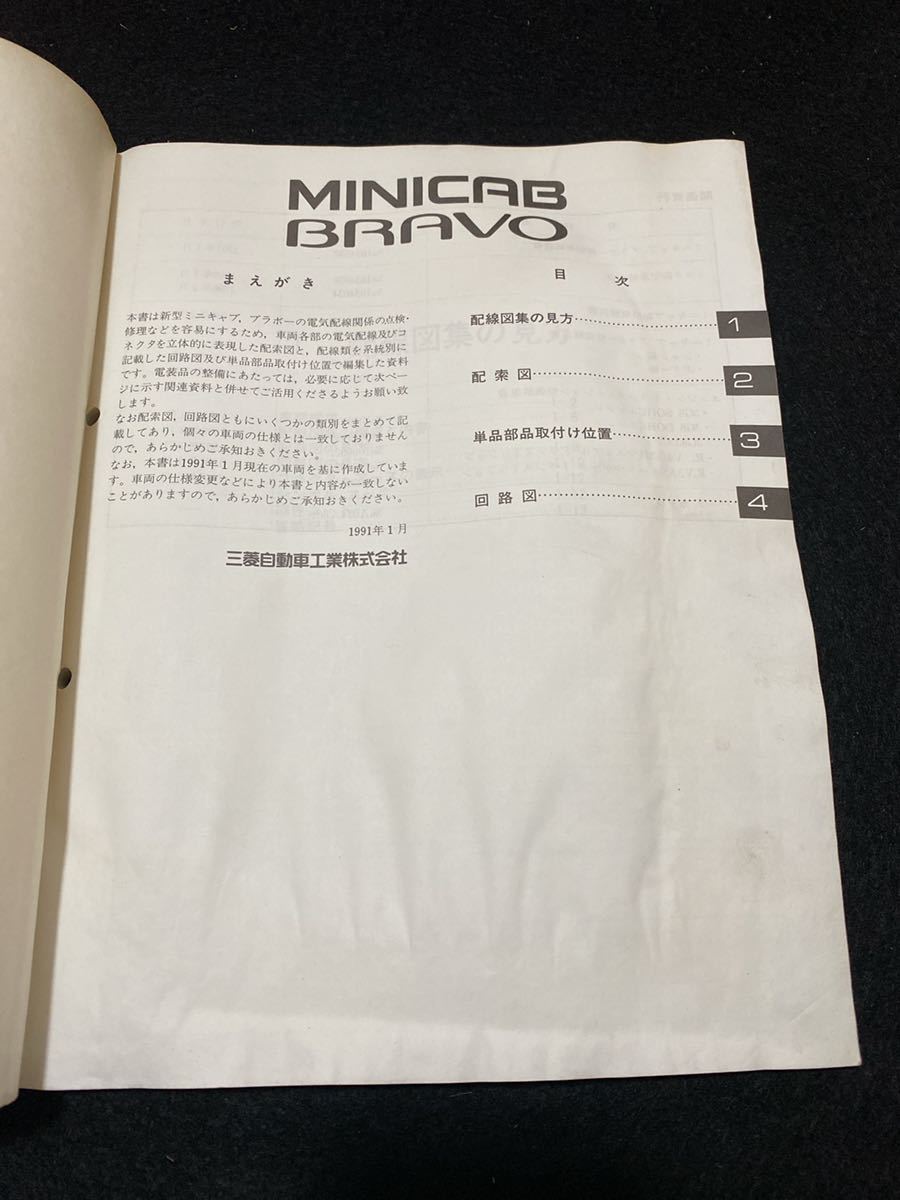 MINICAB
BRAVO
まえがき
本書は新型ミニキャブ，ブラボーの電気配線関係の点検・
修理などを容易にするため，車両各部の電気配線及びコ
ネクタを立体的に表現した配索図と，配線類を系統別に
記載した回路図及び単品部品取付け位置で編集した資料
です。電装品の整備にあたっては，必要に応じて次ペー
ジに示す関連資料と併せてご活用くださるようお願い致
します。
なお配索図，回路図ともにいくつかの類別をまとめて記
載してあり，個々の車両の仕様とは一致しておりません
ので，あらかじめご承知おきください。
なお，本書は1991年１月現在の車両を基に作成していま
す。車両の仕様変更などにより本書と内容が一致しない
ことがありますので，あらかじめご承知おきください。
1991年１月
三菱自動車工業株式会社
目 次
配線図集の見方 1
配索図 2
単品部品取付け位置 3
回路図 4